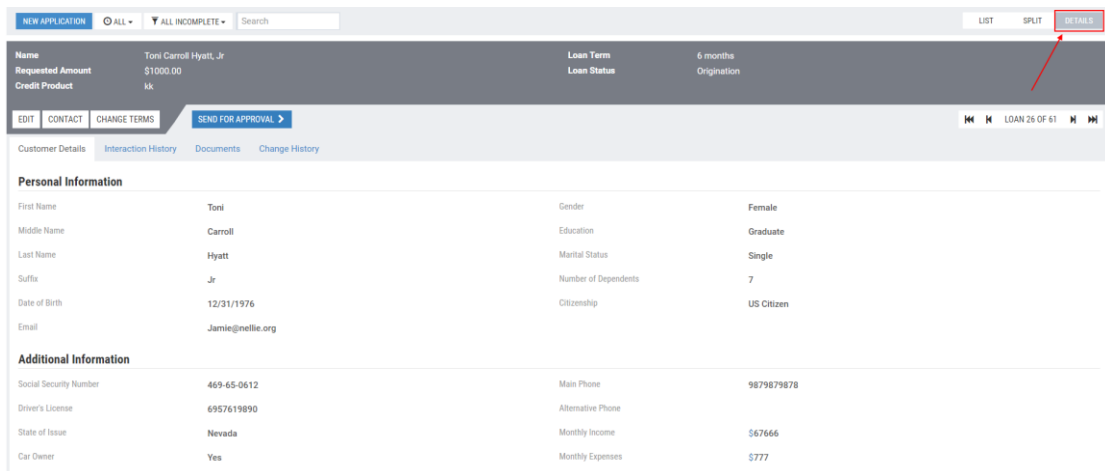 NEW APPLICATION ALL ALL INCOMPLETE Search LIST SPLIT DETAILS
Name Toni Carroll Hyatt, Jr Loan Term 6 months
Requested Amount $1000.00 Loan Status Origination
Credit Product kk
EDIT CONTACT CHANGE TERMS SEND FOR APPROVAL LOAN 26 OF 61
Customer Details Interaction History Documents Change History
Personal Information
First Name Toni Gender Female
Middle Name Carroll Education Graduate
Last Name Hyatt Marital Status Single
Suffix Jr Number of Dependents 7
Date of Birth 12/31/1976 Citizenship US Citizen
Email Jamie@nellie.org
Additional Information
Social Security Number 469-65-0612 Main Phone 9879879878
Driver's License 6957619890 Alternative Phone
State of Issue Nevada Monthly Income $67666
Car Owner Yes Monthly Expenses $777